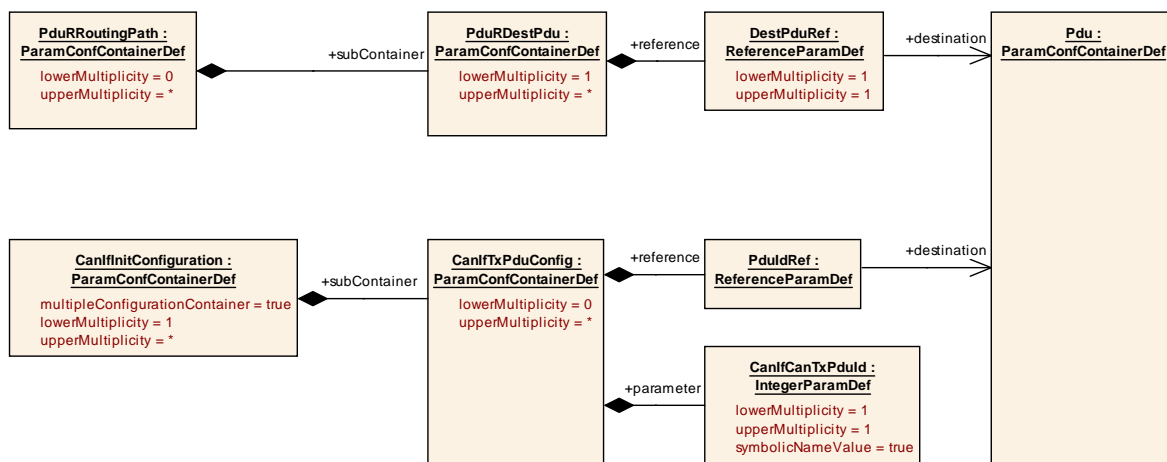 PduRRoutingPath :
ParamConfContainerDef
lowerMultiplicity = 0
upperMultiplicity = *
+subContainer
PduRDestPdu :
ParamConfContainerDef
lowerMultiplicity = 1
upperMultiplicity = *
+reference
DestPduRef :
ReferenceParamDef
lowerMultiplicity = 1
upperMultiplicity = 1
+destination
Pdu :
ParamConfContainerDef
CanIfInitConfiguration :
ParamConfContainerDef
multipleConfigurationContainer = true
lowerMultiplicity = 1
upperMultiplicity = *
+subContainer
CanIfTxPduConfig :
ParamConfContainerDef
lowerMultiplicity = 0
upperMultiplicity = *
+reference
PduIdRef :
ReferenceParamDef
+destination
+parameter
CanIfCanTxPduId :
IntegerParamDef
lowerMultiplicity = 1
upperMultiplicity = 1
symbolicNameValue = true